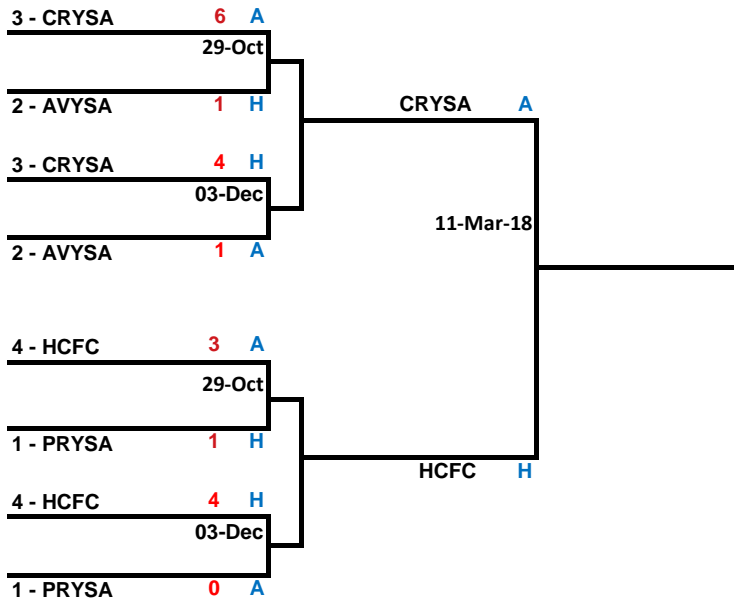 3 - CRYSA 6 A
29-Oct
2 - AVYSA 1 H
CRYSA A
3 - CRYSA 4 H
03-Dec
11-Mar-18
2 - AVYSA 1 A
4 - HCFC 3 A
29-Oct
1 - PRYSA 1 H
HCFC H
4 - HCFC 4 H
03-Dec
1 - PRYSA 0 A